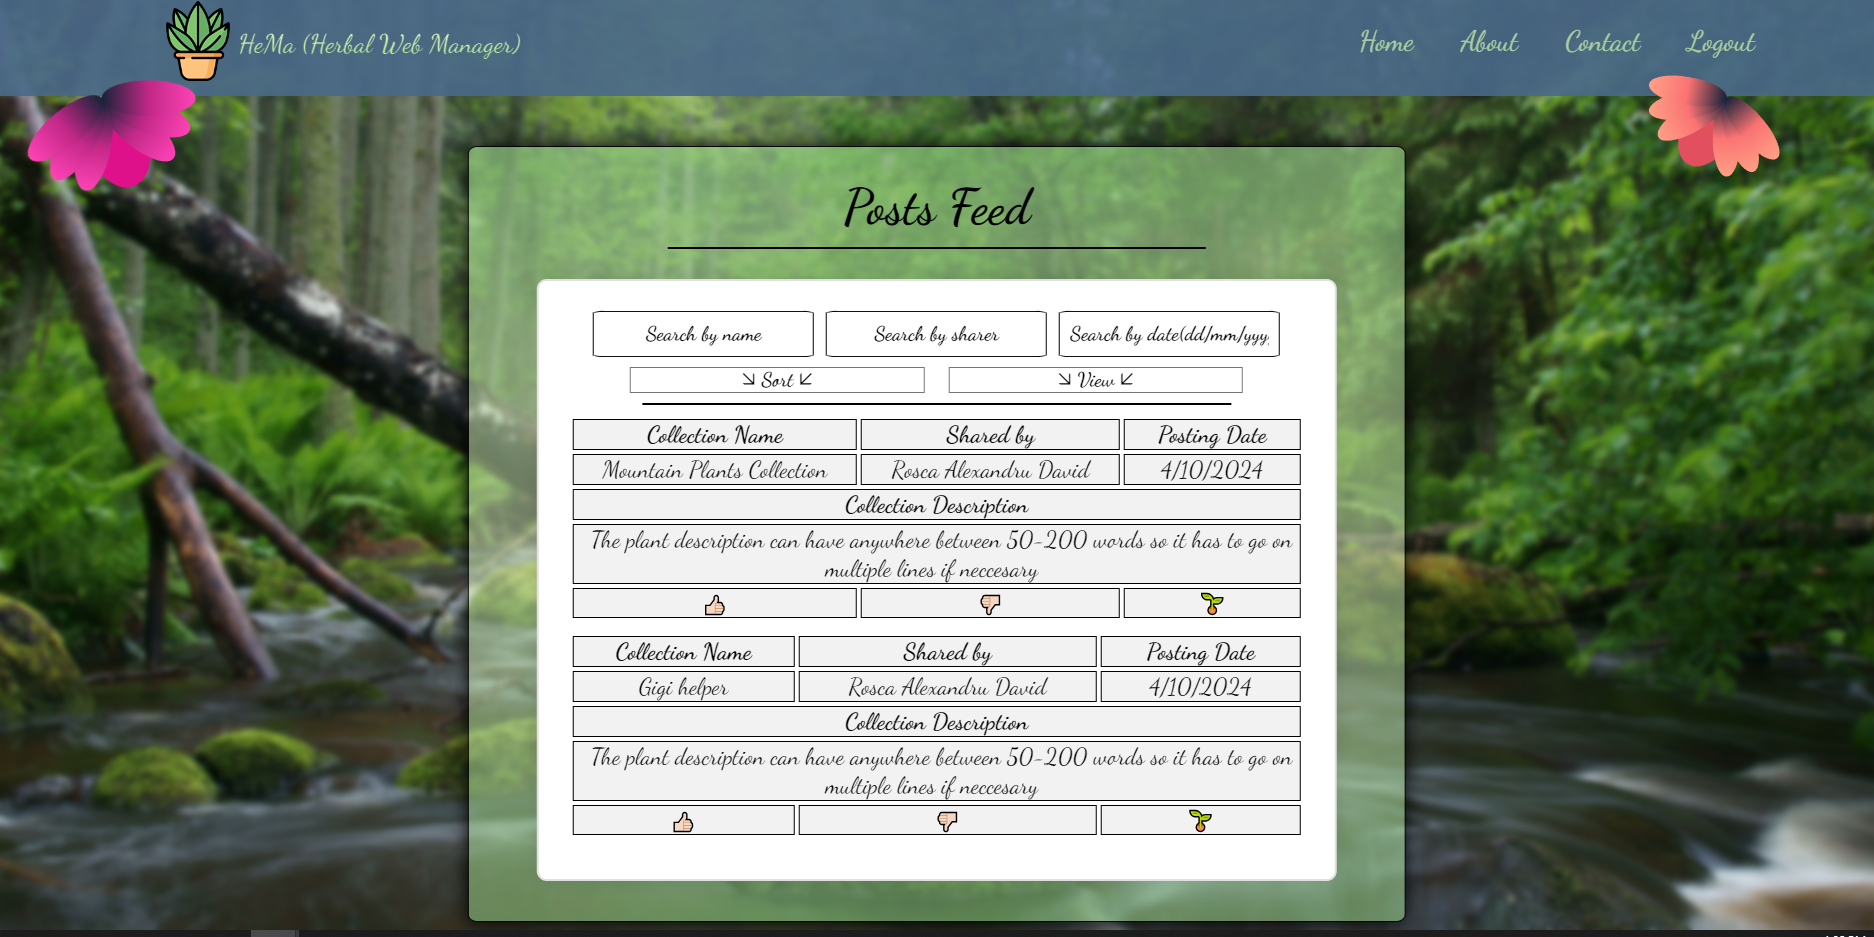 HeMa (Herbal Web Manager)
Home About Contact Logout
Posts Feed
Search by name Search by sharer Search by date(dd/mm/yyy
↘ Sort ↙ ↘ View ↙
Collection Name Shared by Posting Date
Mountain Plants Collection Rosca Alexandru David 4/10/2024
Collection Description
The plant description can have anywhere between 50-200 words so it has to go on
multiple lines if neccesary
Collection Name Shared by Posting Date
Gigi helper Rosca Alexandru David 4/10/2024
Collection Description
The plant description can have anywhere between 50-200 words so it has to go on
multiple lines if neccesary